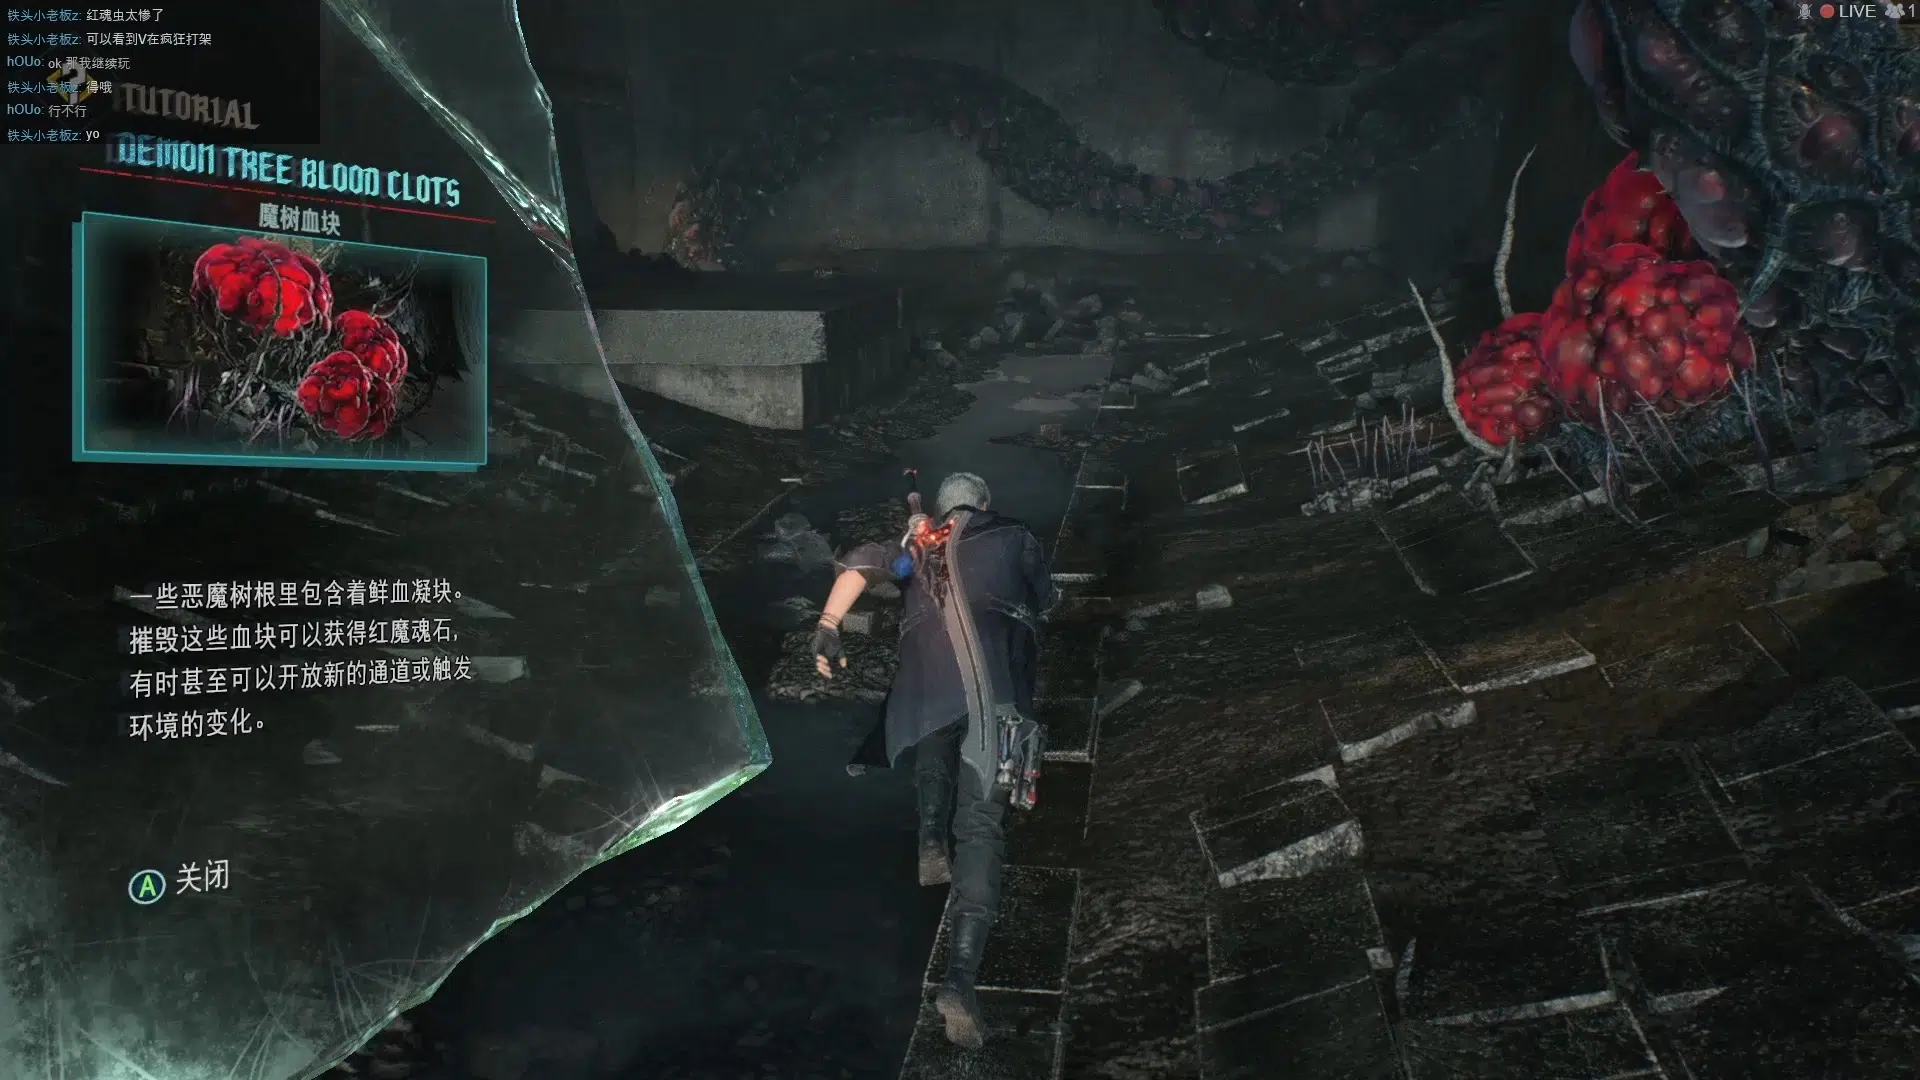 铁头小老板z: 红魂虫太惨了
LIVE 1
铁头小老板z: 可以看到V在疯狂打架
hOUo: ok 那我继续玩
铁头小老板z: 得哦
hOUo: 行不行
铁头小老板z: yo
TUTORIAL
DEMON TREE BLOOD CLOTS
魔树血块
一些恶魔树根里包含着鲜血凝块。
摧毁这些血块可以获得红魔魂石,
有时甚至可以开放新的通道或触发
环境的变化。
A 关闭